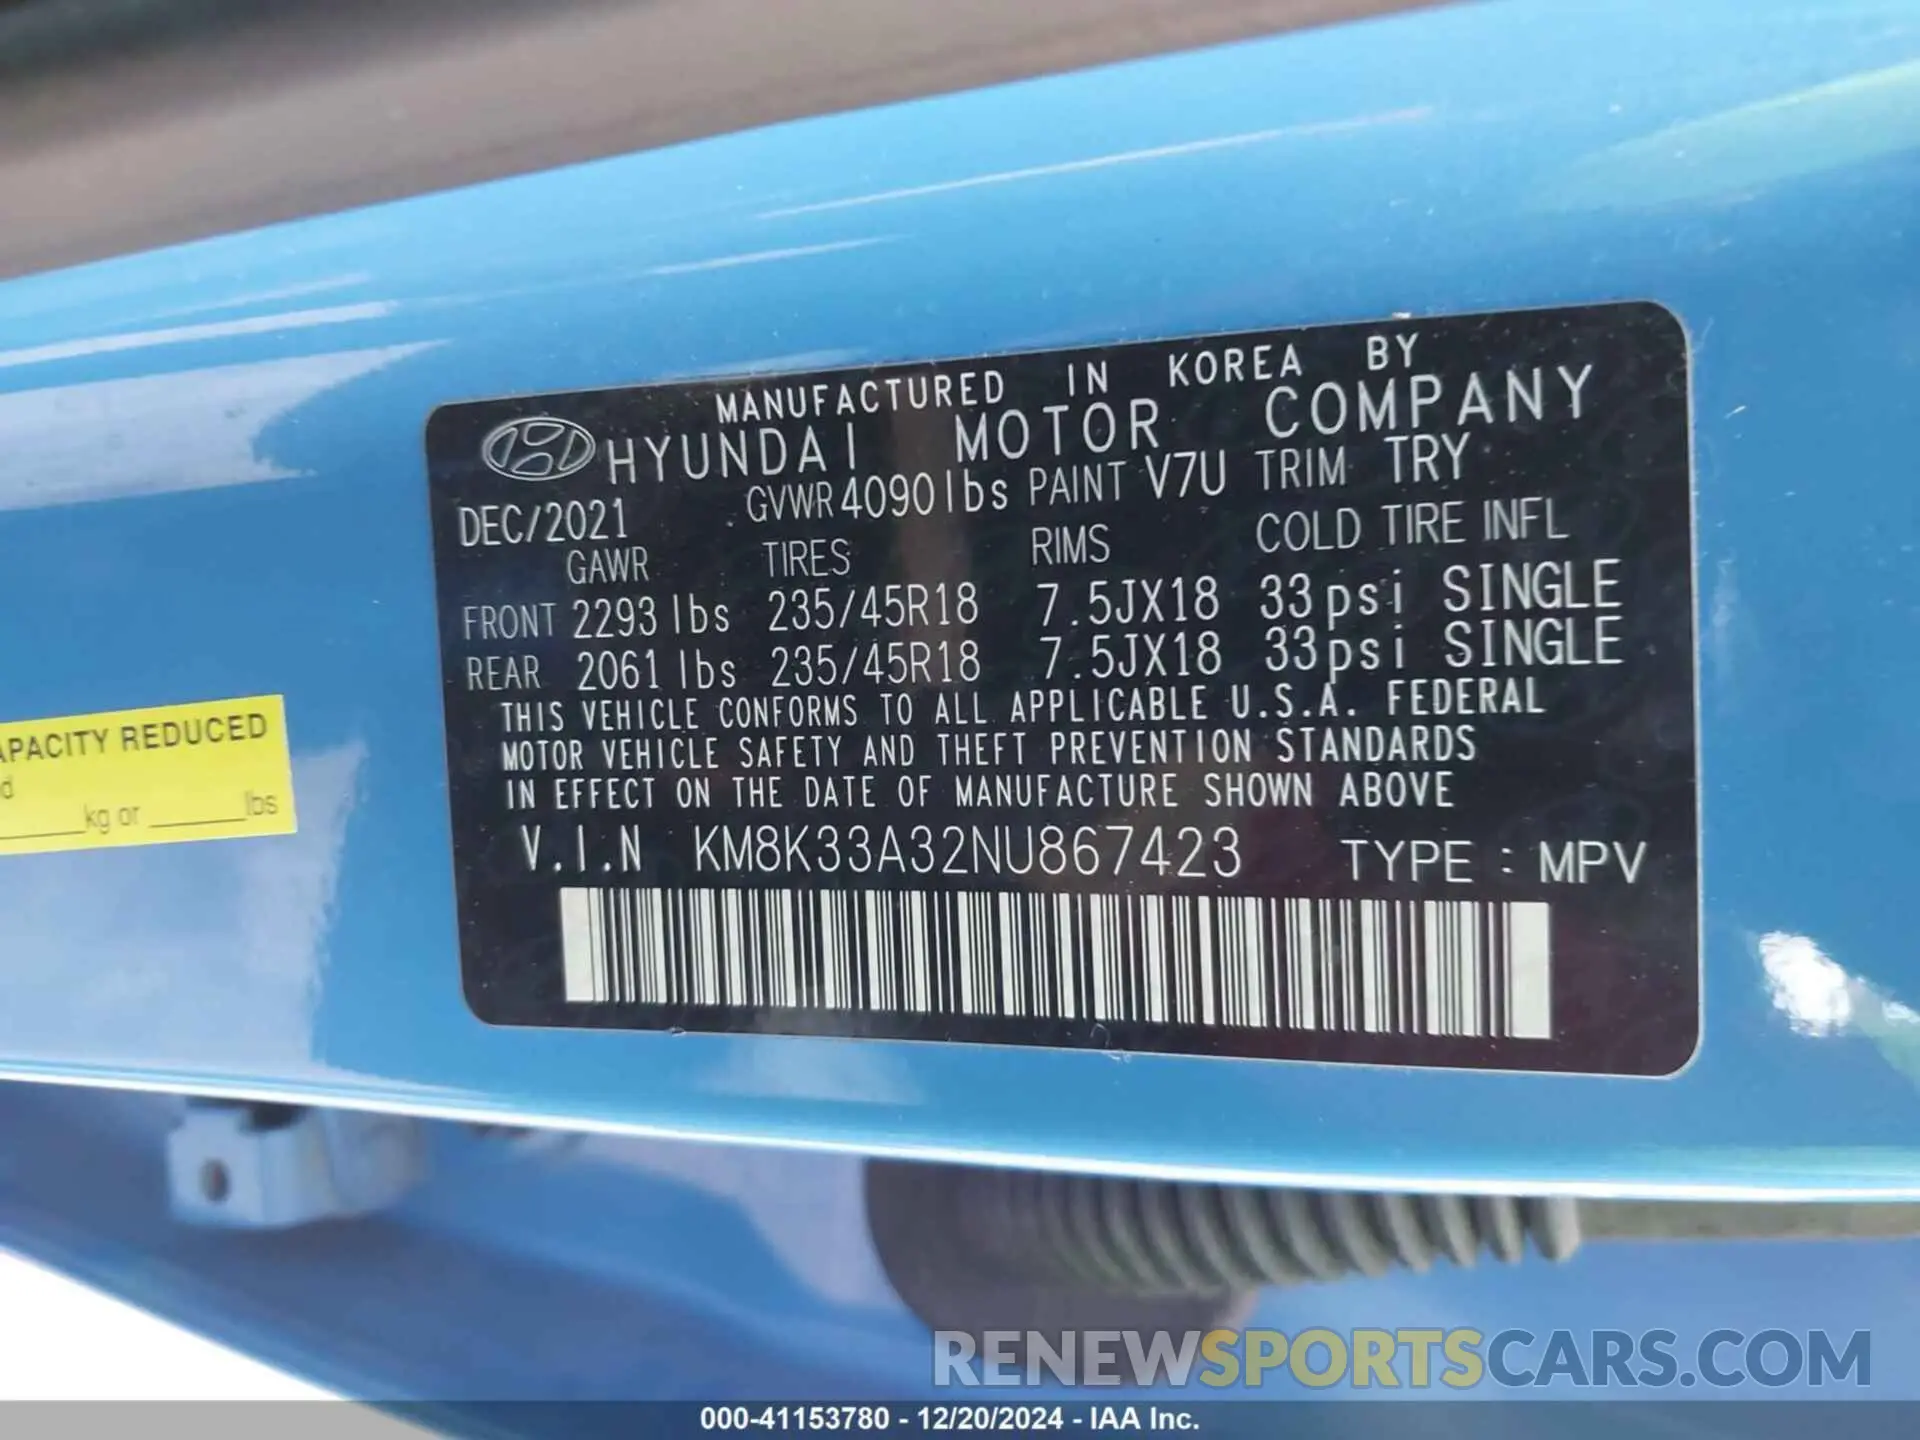 MANUFACTURED IN KOREA BY
HYUNDAI MOTOR COMPANY
DEC/2021 GVWR 4090 lbs PAINT V7U TRIM TRY
GAWR TIRES RIMS COLD TIRE INFL
FRONT 2293 lbs 235/45R18 7.5JX18 33psi SINGLE
REAR 2061 lbs 235/45R18 7.5JX18 33psi SINGLE
THIS VEHICLE CONFORMS TO ALL APPLICABLE U.S.A. FEDERAL
MOTOR VEHICLE SAFETY AND THEFT PREVENTION STANDARDS
IN EFFECT ON THE DATE OF MANUFACTURE SHOWN ABOVE
V.I.N KM8K33A32NU867423 TYPE : MPV
APACITY REDUCED
d
kg or lbs
RENEWSPORTSCARS.COM
000-41153780 - 12/20/2024 - IAA Inc.